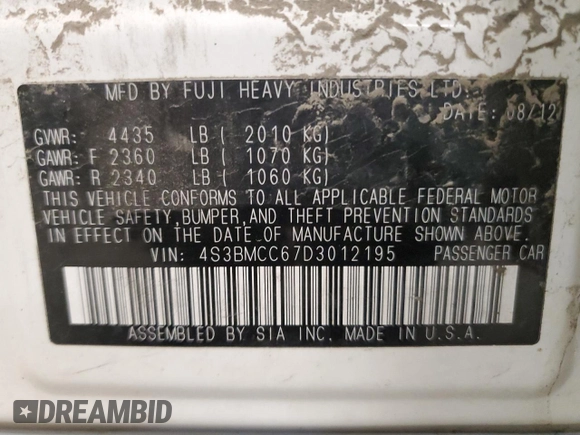 MFD BY FUJI HEAVY INDUSTRIES LTD.
DATE: 08/12
GVWR: 4435 LB ( 2010 KG)
GAWR: F 2360 LB ( 1070 KG)
GAWR: R 2340 LB ( 1060 KG)
THIS VEHICLE CONFORMS TO ALL APPLICABLE FEDERAL MOTOR
VEHICLE SAFETY, BUMPER, AND THEFT PREVENTION STANDARDS
IN EFFECT ON THE DATE OF MANUFACTURE SHOWN ABOVE.
VIN: 4S3BMCC67D3012195 PASSENGER CAR
ASSEMBLED BY SIA INC. MADE IN U.S.A.
DREAMBID